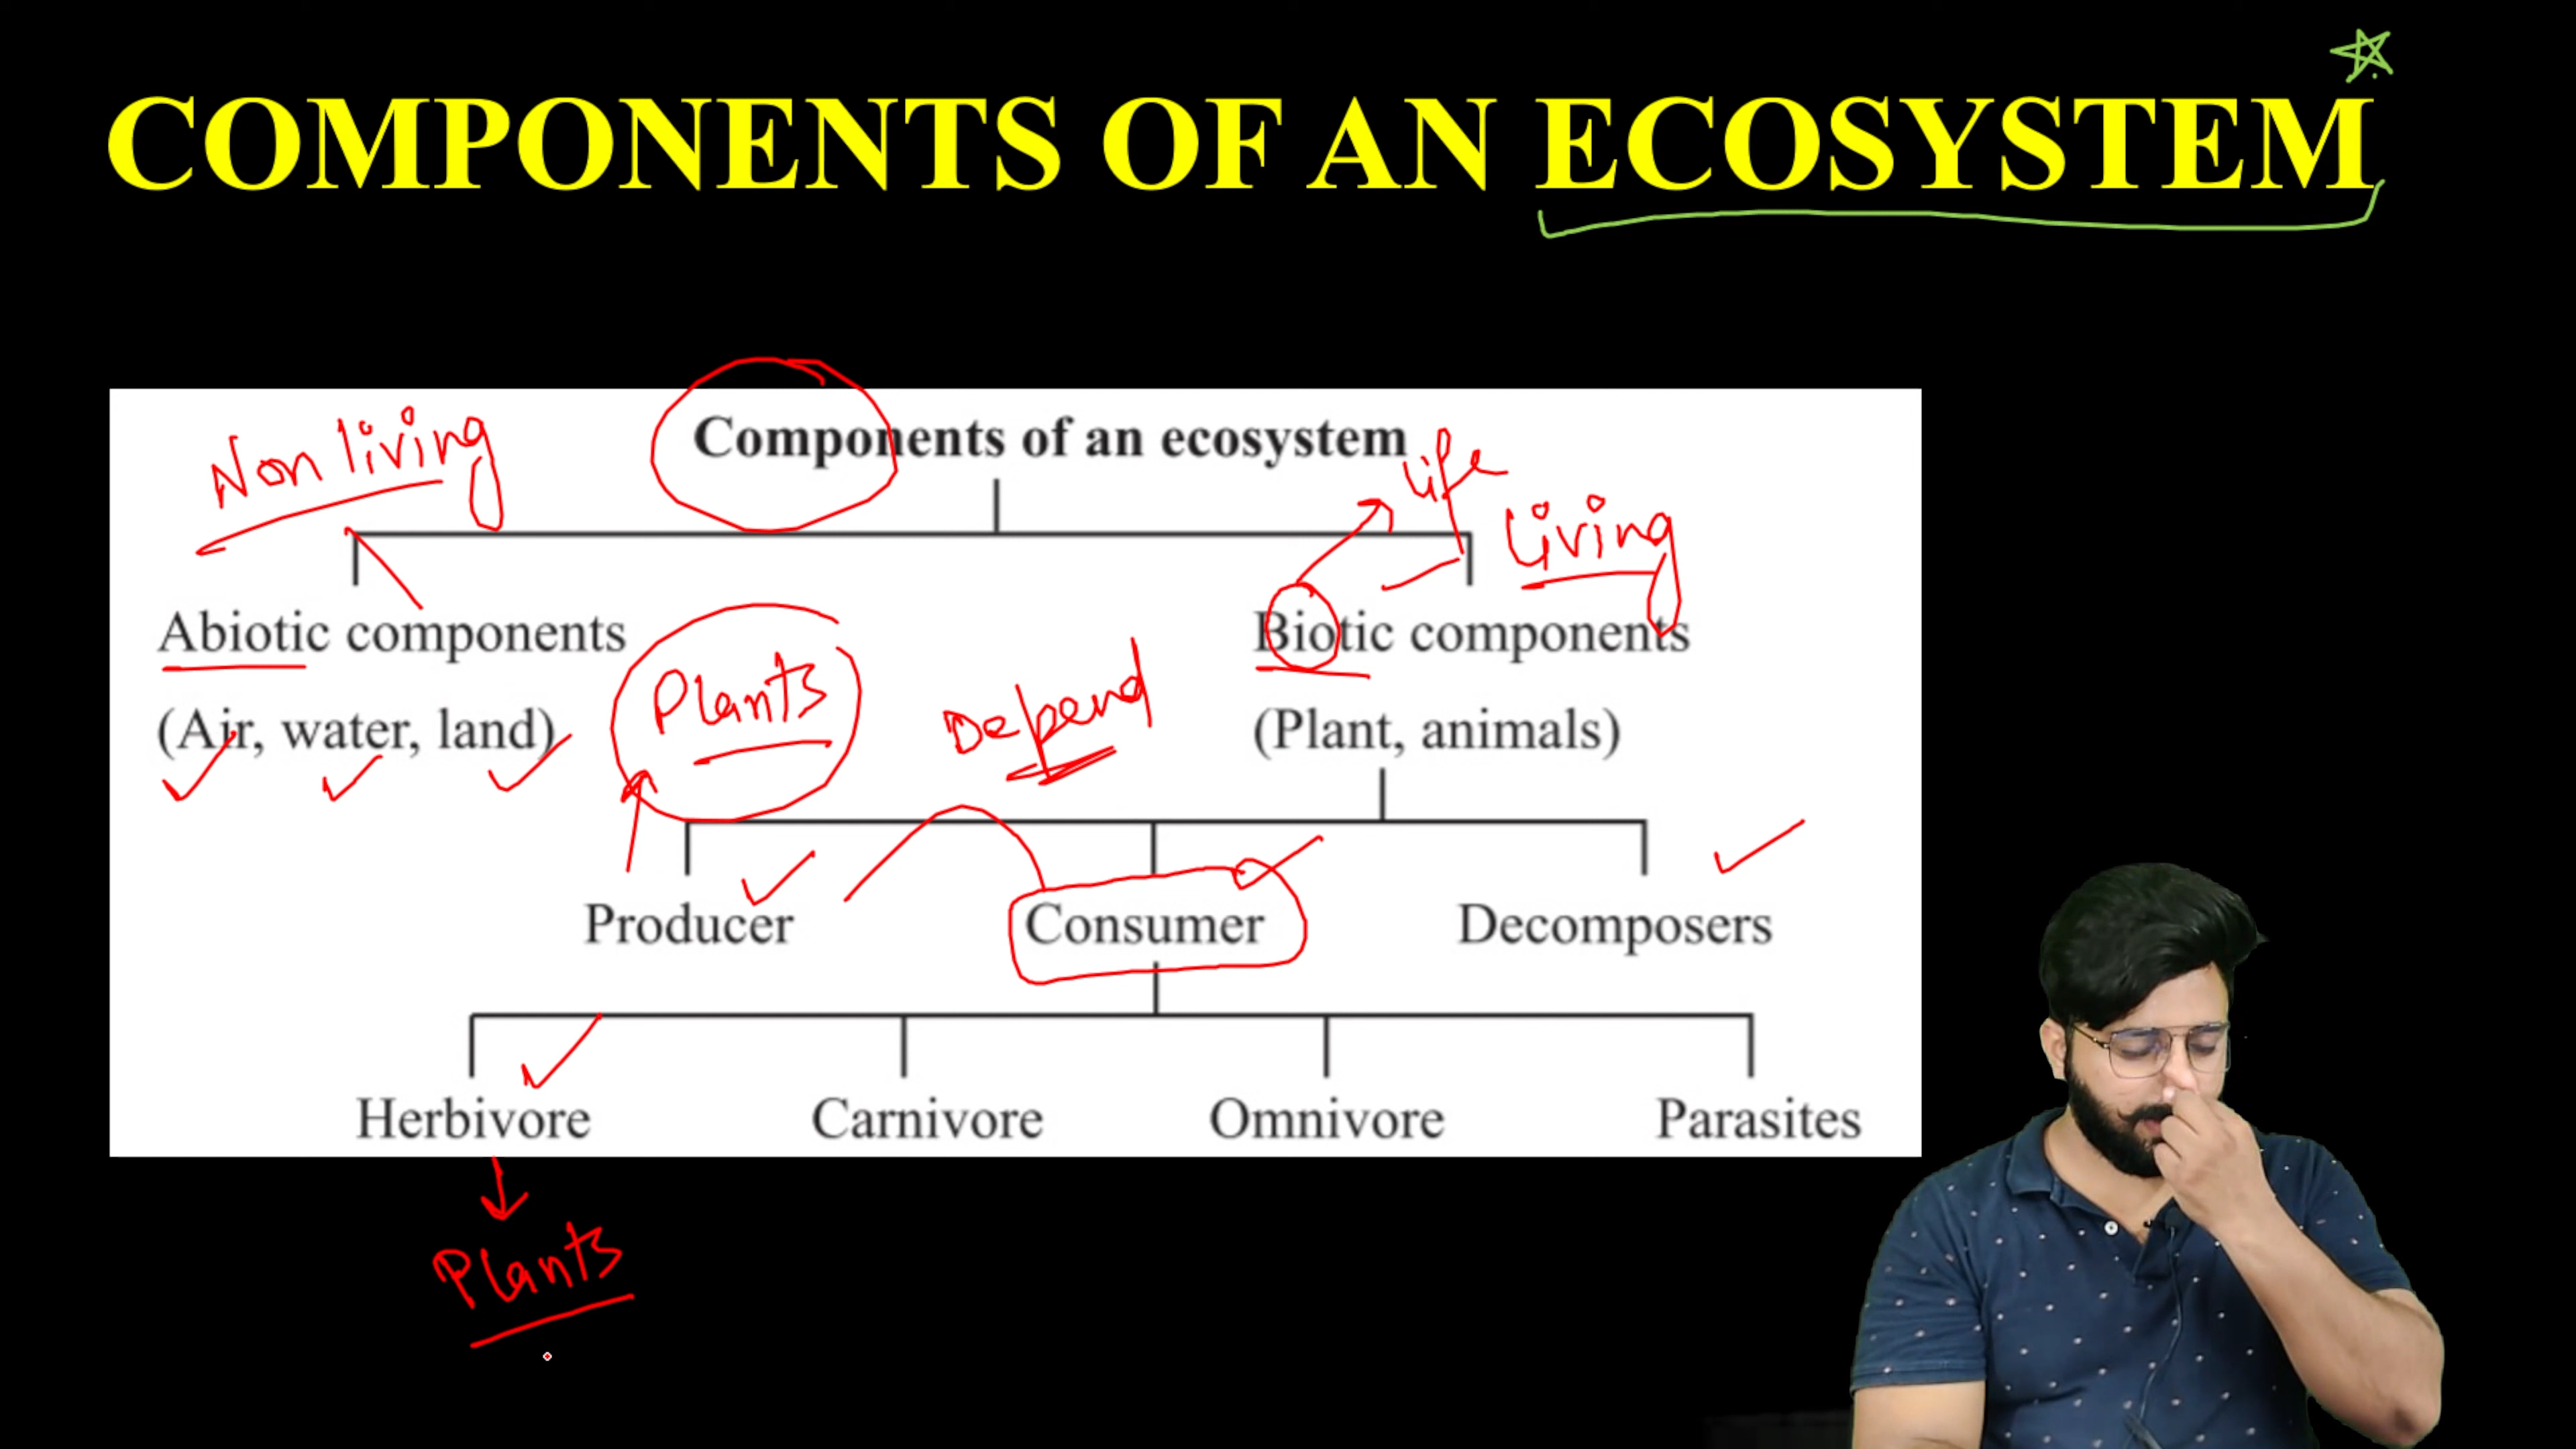 COMPONENTS OF AN ECOSYSTEM
Components of an ecosystem
Non living
life
living
Abiotic components
Biotic components
(Air, water, land)
Plants
Depend
(Plant, animals)
Producer
Consumer
Decomposers
Herbivore
Carnivore
Omnivore
Parasites
Plants